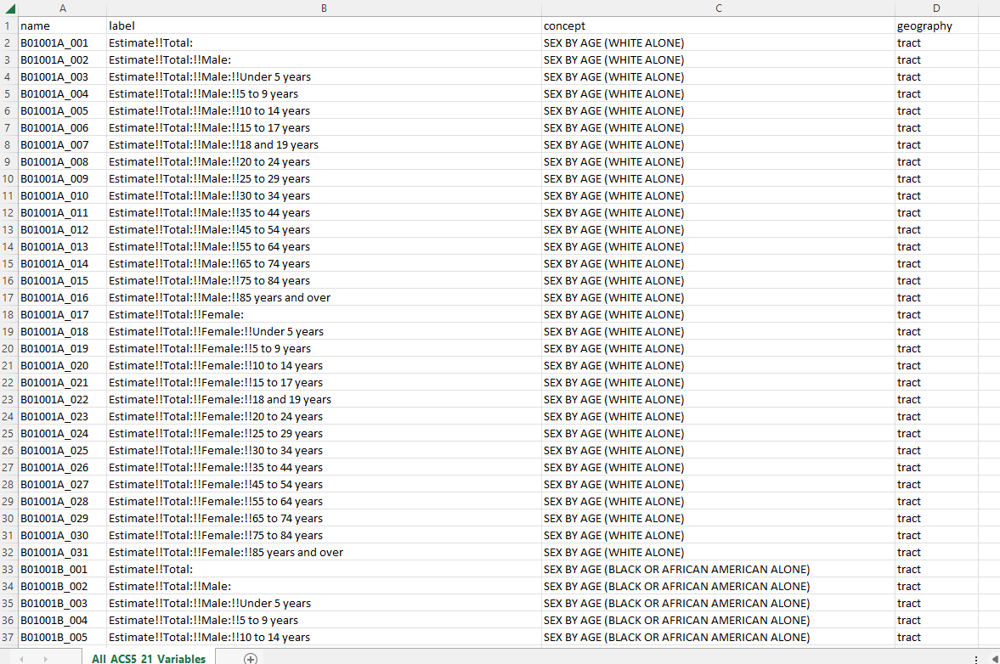 A B C D
1 name label concept geography
2 B01001A_001 Estimate!!Total: SEX BY AGE (WHITE ALONE) tract
3 B01001A_002 Estimate!!Total:!!Male: SEX BY AGE (WHITE ALONE) tract
4 B01001A_003 Estimate!!Total:!!Male:!!Under 5 years SEX BY AGE (WHITE ALONE) tract
5 B01001A_004 Estimate!!Total:!!Male:!!5 to 9 years SEX BY AGE (WHITE ALONE) tract
6 B01001A_005 Estimate!!Total:!!Male:!!10 to 14 years SEX BY AGE (WHITE ALONE) tract
7 B01001A_006 Estimate!!Total:!!Male:!!15 to 17 years SEX BY AGE (WHITE ALONE) tract
8 B01001A_007 Estimate!!Total:!!Male:!!18 and 19 years SEX BY AGE (WHITE ALONE) tract
9 B01001A_008 Estimate!!Total:!!Male:!!20 to 24 years SEX BY AGE (WHITE ALONE) tract
10 B01001A_009 Estimate!!Total:!!Male:!!25 to 29 years SEX BY AGE (WHITE ALONE) tract
11 B01001A_010 Estimate!!Total:!!Male:!!30 to 34 years SEX BY AGE (WHITE ALONE) tract
12 B01001A_011 Estimate!!Total:!!Male:!!35 to 44 years SEX BY AGE (WHITE ALONE) tract
13 B01001A_012 Estimate!!Total:!!Male:!!45 to 54 years SEX BY AGE (WHITE ALONE) tract
14 B01001A_013 Estimate!!Total:!!Male:!!55 to 64 years SEX BY AGE (WHITE ALONE) tract
15 B01001A_014 Estimate!!Total:!!Male:!!65 to 74 years SEX BY AGE (WHITE ALONE) tract
16 B01001A_015 Estimate!!Total:!!Male:!!75 to 84 years SEX BY AGE (WHITE ALONE) tract
17 B01001A_016 Estimate!!Total:!!Male:!!85 years and over SEX BY AGE (WHITE ALONE) tract
18 B01001A_017 Estimate!!Total:!!Female: SEX BY AGE (WHITE ALONE) tract
19 B01001A_018 Estimate!!Total:!!Female:!!Under 5 years SEX BY AGE (WHITE ALONE) tract
20 B01001A_019 Estimate!!Total:!!Female:!!5 to 9 years SEX BY AGE (WHITE ALONE) tract
21 B01001A_020 Estimate!!Total:!!Female:!!10 to 14 years SEX BY AGE (WHITE ALONE) tract
22 B01001A_021 Estimate!!Total:!!Female:!!15 to 17 years SEX BY AGE (WHITE ALONE) tract
23 B01001A_022 Estimate!!Total:!!Female:!!18 and 19 years SEX BY AGE (WHITE ALONE) tract
24 B01001A_023 Estimate!!Total:!!Female:!!20 to 24 years SEX BY AGE (WHITE ALONE) tract
25 B01001A_024 Estimate!!Total:!!Female:!!25 to 29 years SEX BY AGE (WHITE ALONE) tract
26 B01001A_025 Estimate!!Total:!!Female:!!30 to 34 years SEX BY AGE (WHITE ALONE) tract
27 B01001A_026 Estimate!!Total:!!Female:!!35 to 44 years SEX BY AGE (WHITE ALONE) tract
28 B01001A_027 Estimate!!Total:!!Female:!!45 to 54 years SEX BY AGE (WHITE ALONE) tract
29 B01001A_028 Estimate!!Total:!!Female:!!55 to 64 years SEX BY AGE (WHITE ALONE) tract
30 B01001A_029 Estimate!!Total:!!Female:!!65 to 74 years SEX BY AGE (WHITE ALONE) tract
31 B01001A_030 Estimate!!Total:!!Female:!!75 to 84 years SEX BY AGE (WHITE ALONE) tract
32 B01001A_031 Estimate!!Total:!!Female:!!85 years and over SEX BY AGE (WHITE ALONE) tract
33 B01001B_001 Estimate!!Total: SEX BY AGE (BLACK OR AFRICAN AMERICAN ALONE) tract
34 B01001B_002 Estimate!!Total:!!Male: SEX BY AGE (BLACK OR AFRICAN AMERICAN ALONE) tract
35 B01001B_003 Estimate!!Total:!!Male:!!Under 5 years SEX BY AGE (BLACK OR AFRICAN AMERICAN ALONE) tract
36 B01001B_004 Estimate!!Total:!!Male:!!5 to 9 years SEX BY AGE (BLACK OR AFRICAN AMERICAN ALONE) tract
37 B01001B_005 Estimate!!Total:!!Male:!!10 to 14 years SEX BY AGE (BLACK OR AFRICAN AMERICAN ALONE) tract
All ACS5 21 Variables